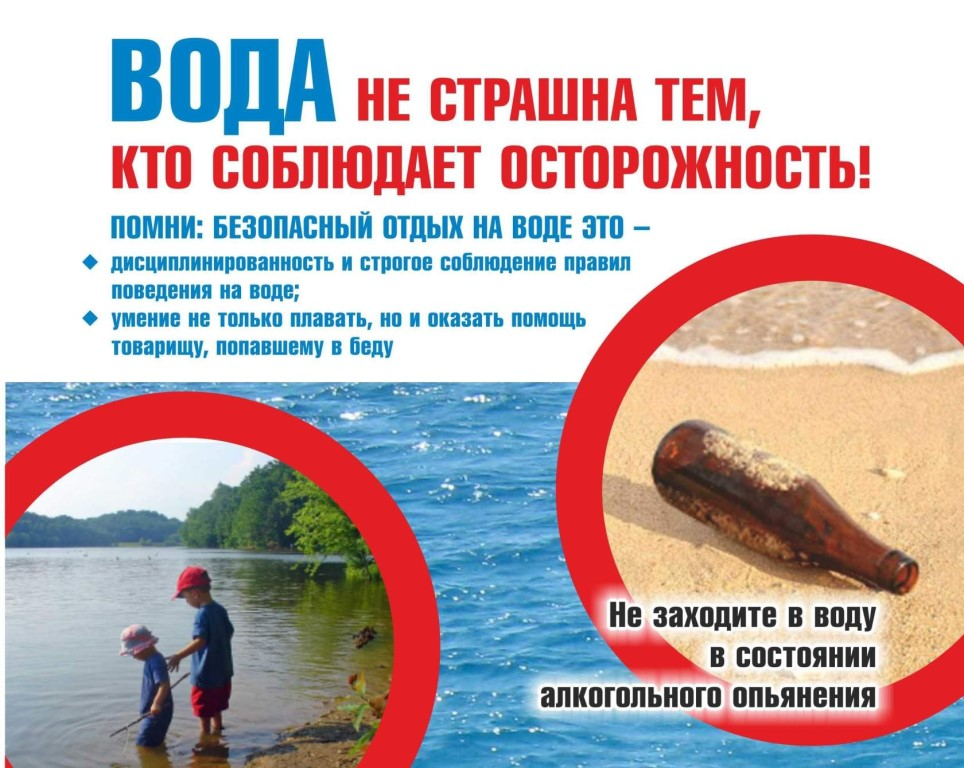 ВОДА НЕ СТРАШНА ТЕМ,
КТО СОБЛЮДАЕТ ОСТОРОЖНОСТЬ!
ПОМНИ: БЕЗОПАСНЫЙ ОТДЫХ НА ВОДЕ ЭТО –
◆ дисциплинированность и строгое соблюдение правил
поведения на воде;
◆ умение не только плавать, но и оказать помощь
товарищу, попавшему в беду
Не заходите в воду
в состоянии
алкогольного опьянения